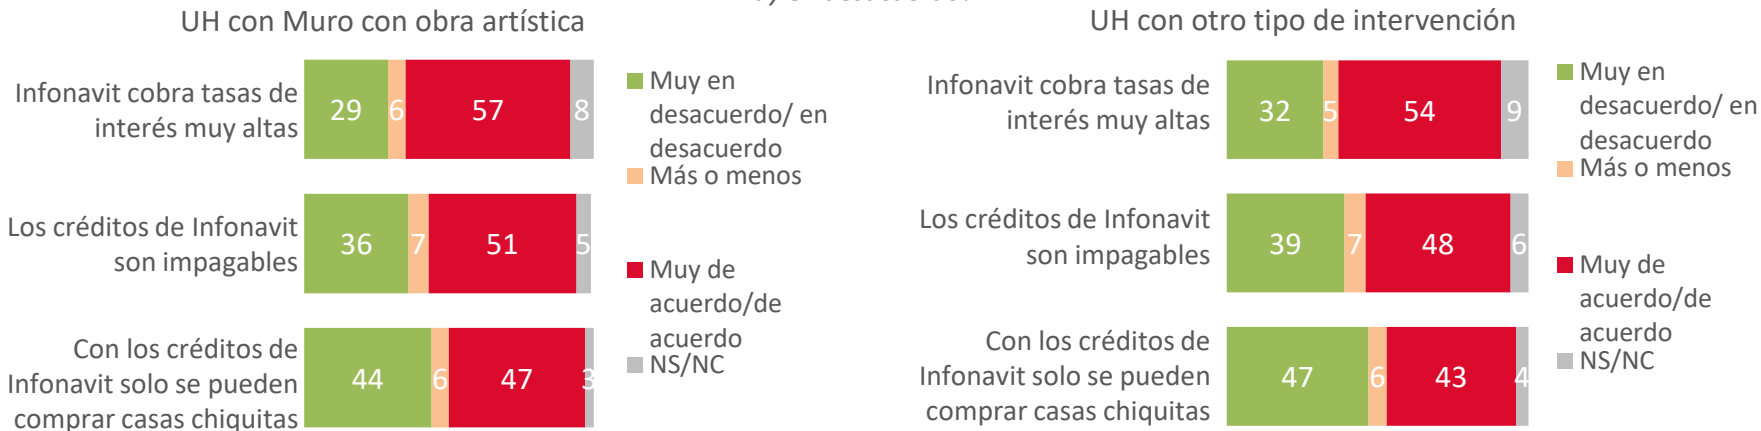 UH con Muro con obra artística
Infonavit cobra tasas de
interés muy altas
29 6 57 8
Los créditos de Infonavit
son impagables
36 7 51 5
Con los créditos de
Infonavit solo se pueden
comprar casas chiquitas
44 6 47 3
Muy en
desacuerdo/ en
desacuerdo
Más o menos
Muy de
acuerdo/de
acuerdo
NS/NC
UH con otro tipo de intervención
Infonavit cobra tasas de
interés muy altas
32 5 54 9
Los créditos de Infonavit
son impagables
39 7 48 6
Con los créditos de
Infonavit solo se pueden
comprar casas chiquitas
47 6 43 4
Muy en
desacuerdo/ en
desacuerdo
Más o menos
Muy de
acuerdo/de
acuerdo
NS/NC